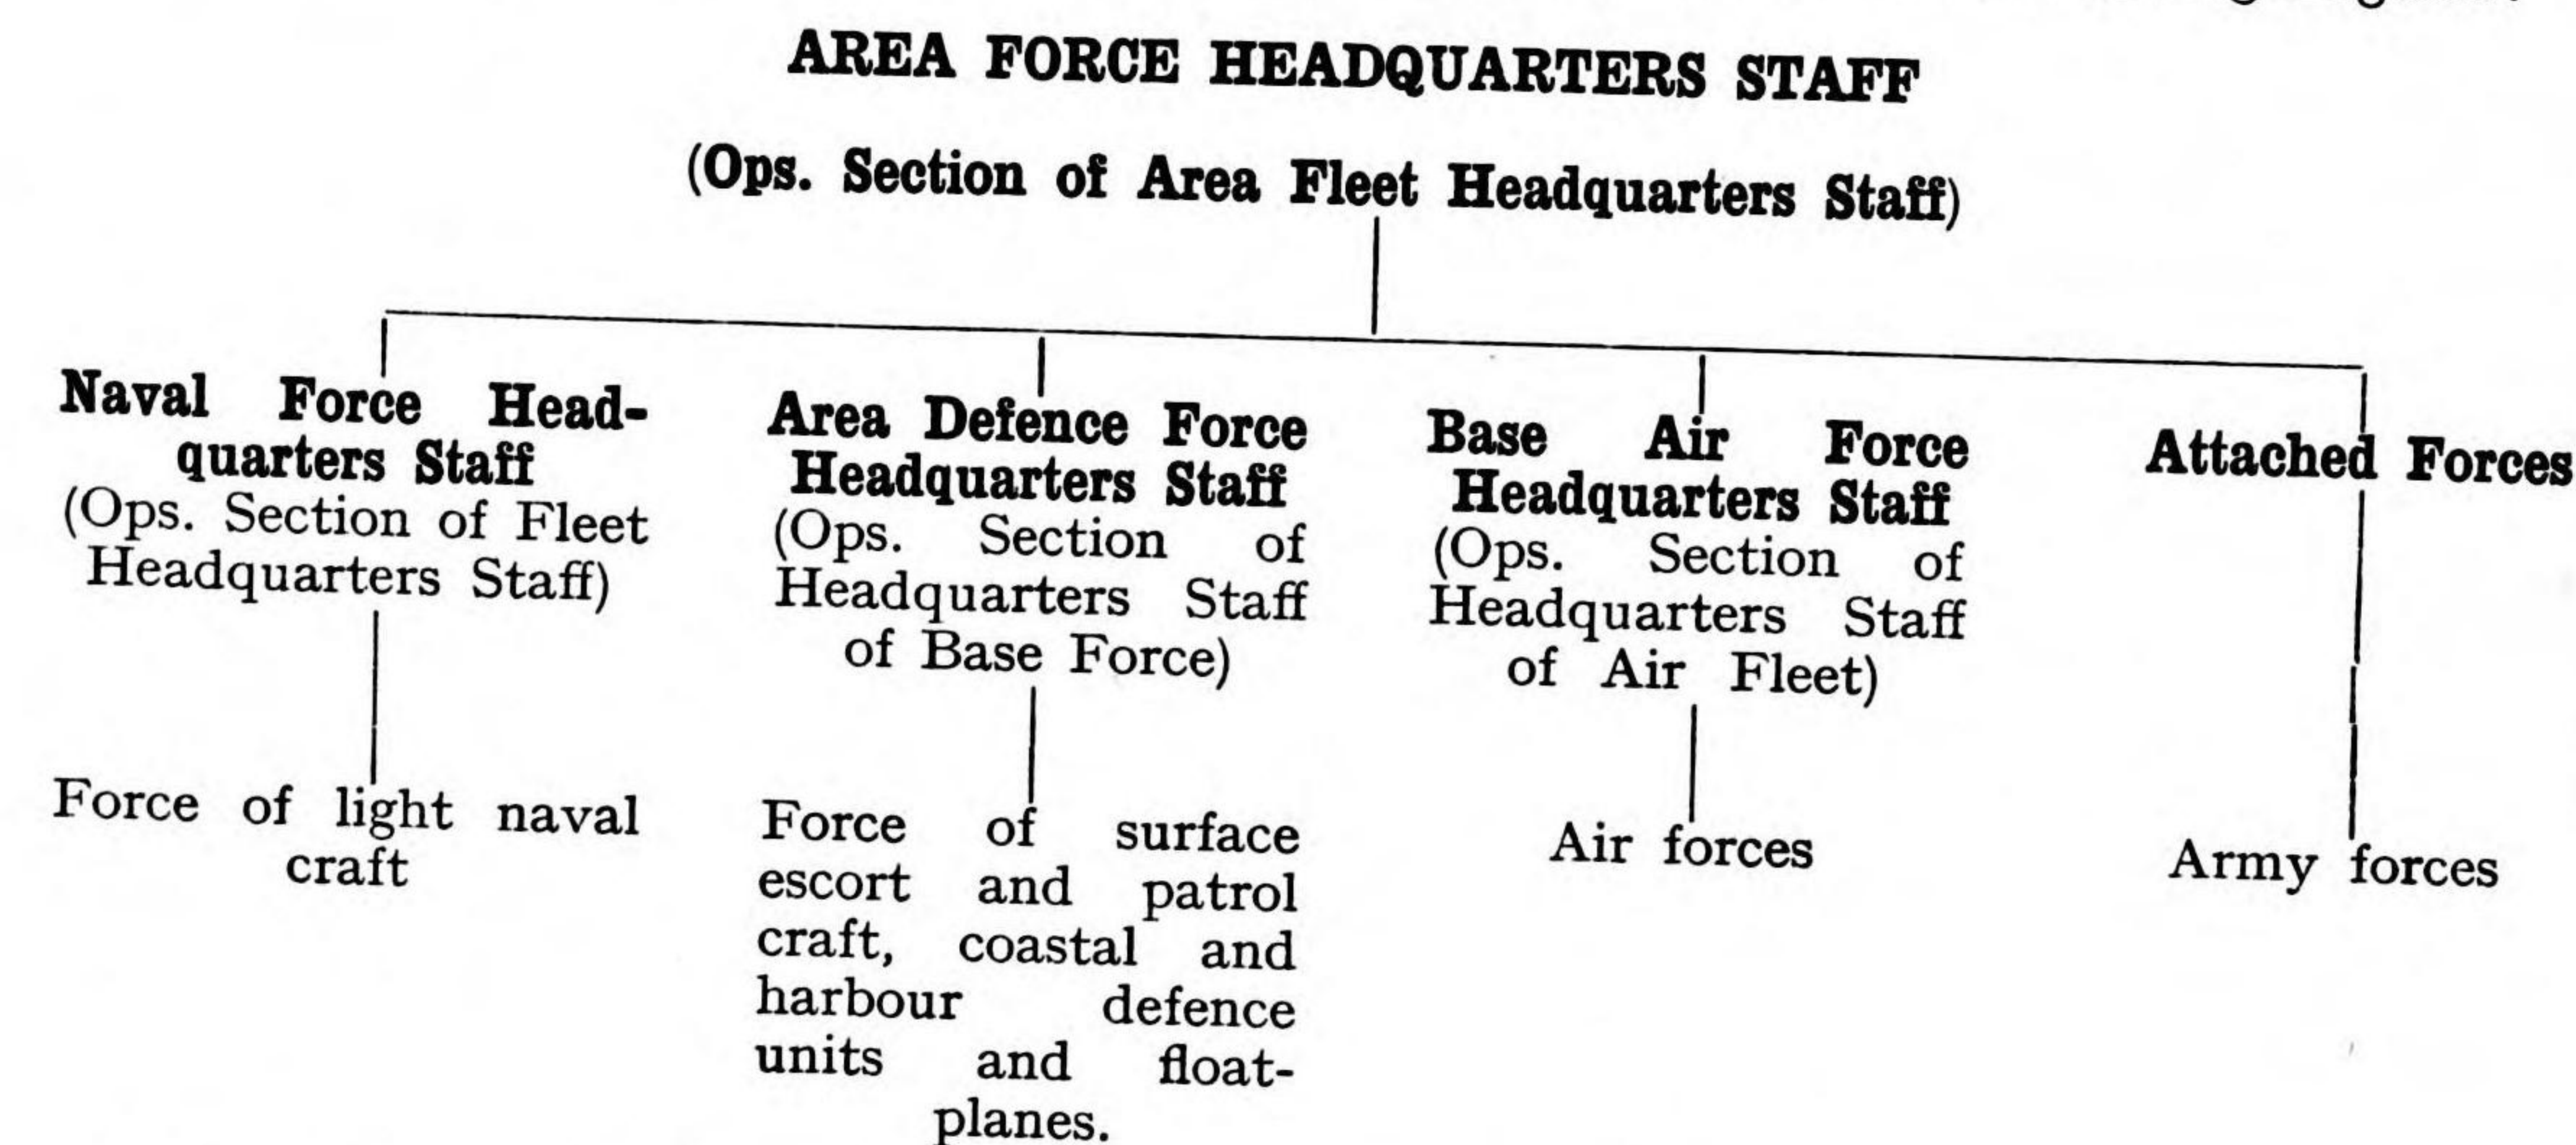 AREA FORCE HEADQUARTERS STAFF
(Ops. Section of Area Fleet Headquarters Staff)
Naval Force Head-
quarters Staff
(Ops. Section of Fleet
Headquarters Staff)
Force of light naval
craft
Area Defence Force
Headquarters Staff
(Ops. Section of
Headquarters Staff
of Base Force)
Force of surface
escort and patrol
craft, coastal and
harbour defence
units and float-
planes.
Base Air Force
Headquarters Staff
(Ops. Section of
Headquarters Staff
of Air Fleet)
Air forces
Attached Forces
Army forces